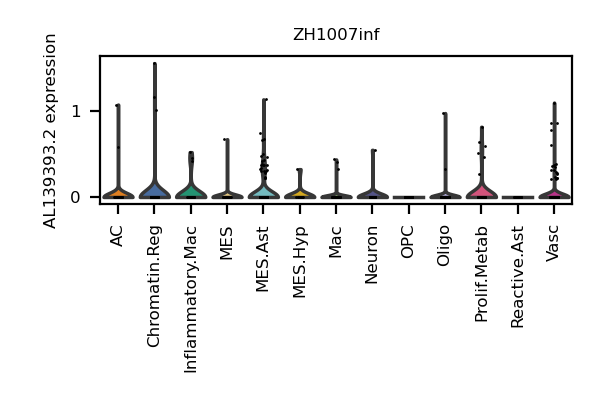 ZH1007inf
AL139393.2 expression
1
0
AC
Chromatin.Reg
Inflammatory.Mac
MES
MES.Ast
MES.Hyp
Mac
Neuron
OPC
Oligo
Prolif.Metab
Reactive.Ast
Vasc